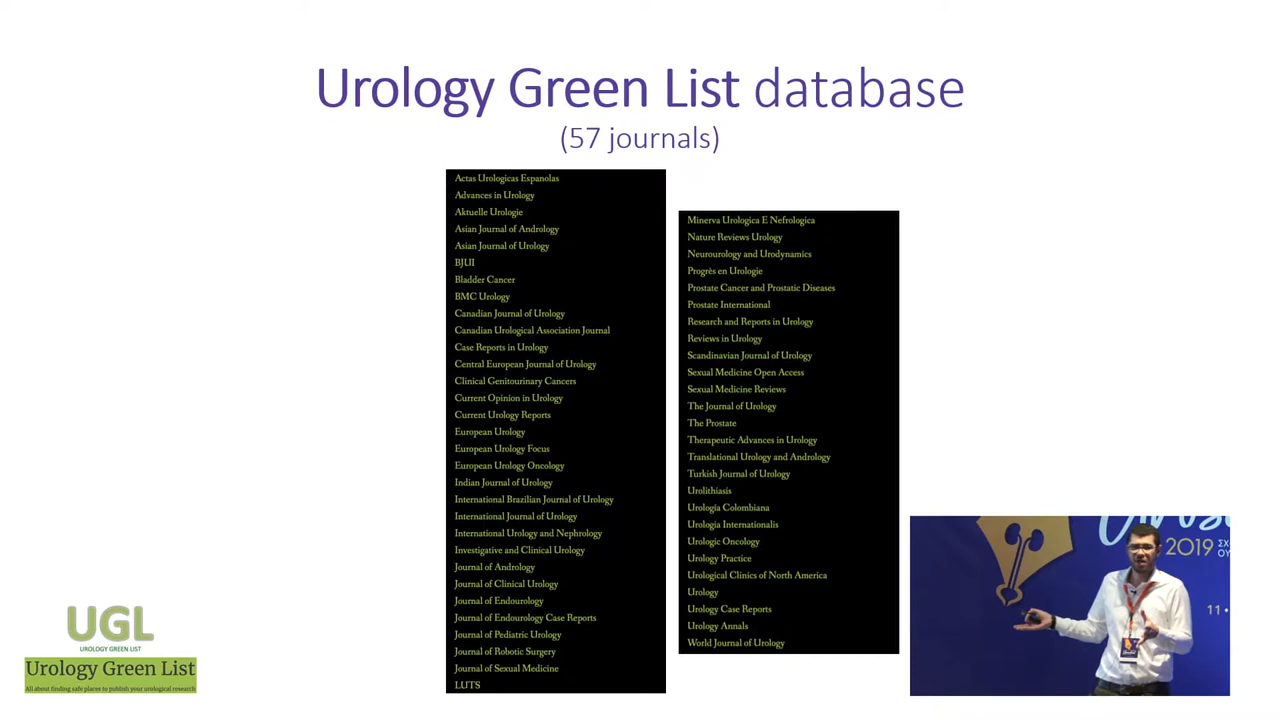 Urology Green List database
(57 journals)
Actas Urologicas Espanolas
Advances in Urology
Aktuelle Urologie
Asian Journal of Andrology
Asian Journal of Urology
BJUI
Bladder Cancer
BMC Urology
Canadian Journal of Urology
Canadian Urological Association Journal
Case Reports in Urology
Central European Journal of Urology
Clinical Genitourinary Cancers
Current Opinion in Urology
Current Urology Reports
European Urology
European Urology Focus
European Urology Oncology
Indian Journal of Urology
International Brazilian Journal of Urology
International Journal of Urology
International Urology and Nephrology
Investigative and Clinical Urology
Journal of Andrology
Journal of Clinical Urology
Journal of Endourology
Journal of Endourology Case Reports
Journal of Pediatric Urology
Journal of Robotic Surgery
Journal of Sexual Medicine
LUTS
Minerva Urologica E Nefrologica
Nature Reviews Urology
Neurourology and Urodynamics
Progrès en Urologie
Prostate Cancer and Prostatic Diseases
Prostate International
Research and Reports in Urology
Reviews in Urology
Scandinavian Journal of Urology
Sexual Medicine Open Access
Sexual Medicine Reviews
The Journal of Urology
The Prostate
Therapeutic Advances in Urology
Translational Urology and Andrology
Turkish Journal of Urology
Urolithiasis
Urología Colombiana
Urologia Internationalis
Urologic Oncology
Urology Practice
Urological Clinics of North America
Urology
Urology Case Reports
Urology Annals
World Journal of Urology
UGL
UROLOGY GREEN LIST
Urology Green List
All about finding safe places to publish your urological research
2019
11